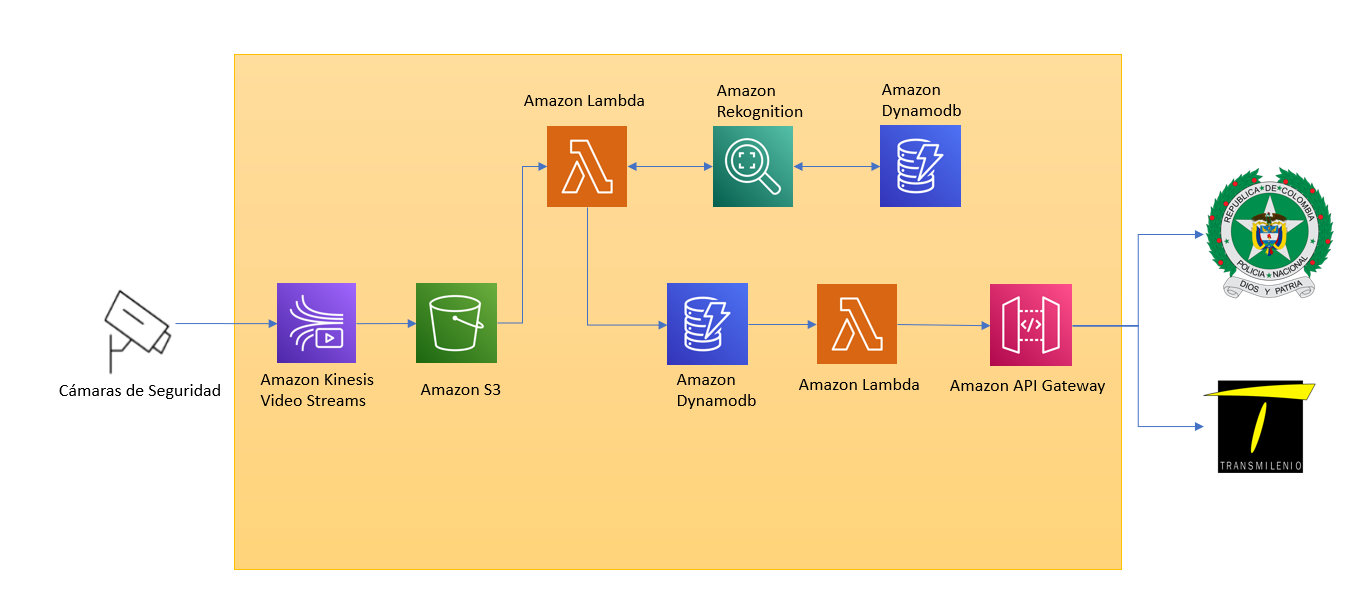 Amazon Lambda
Amazon
Rekognition
Amazon
Dynamodb
Cámaras de Seguridad
Amazon Kinesis
Video Streams
Amazon S3
Amazon
Dynamodb
Amazon Lambda
Amazon API Gateway
REPUBLICA★DE★COLOMBIA
POLICIA★NACIONAL
DIOS Y PATRIA
TRANSMILENIO